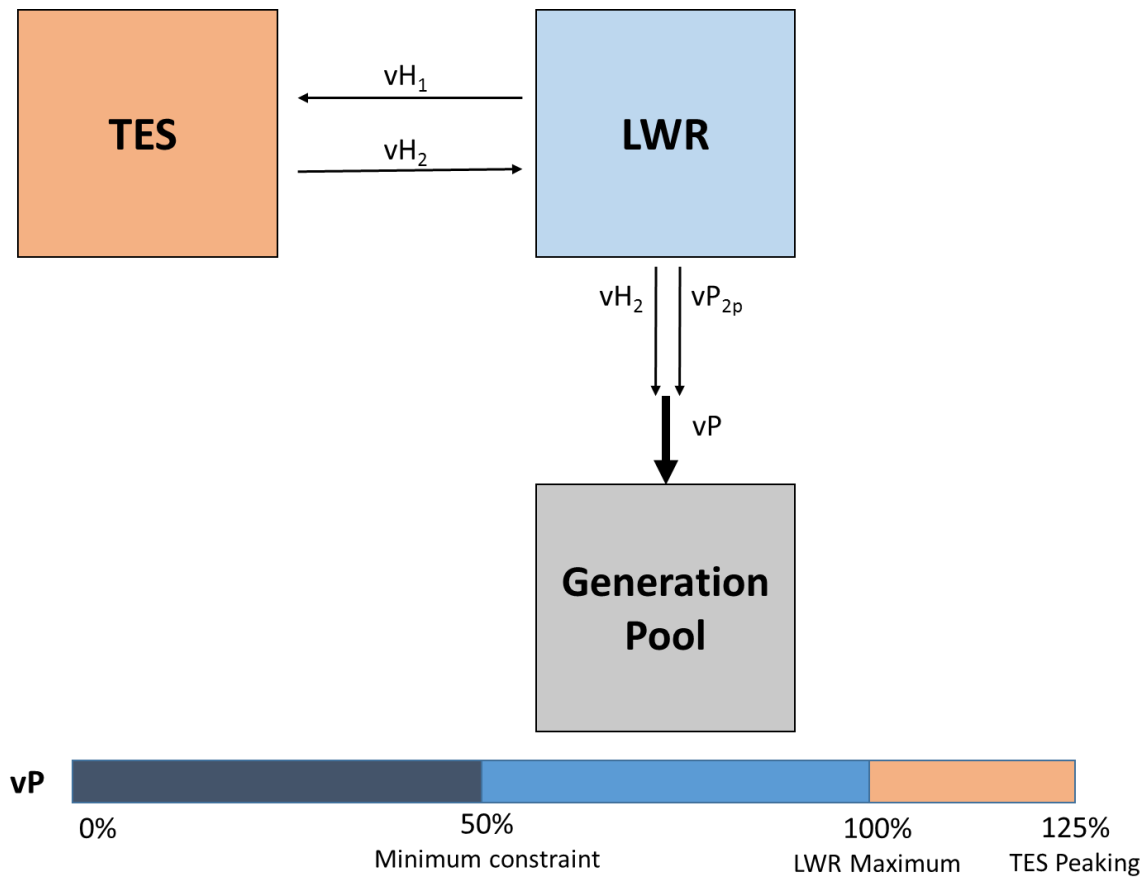 TES
vH₁
vH₂
LWR
vH₂
vP₂ₚ
vP
Generation
Pool
vP
0%
50%
100%
125%
Minimum constraint
LWR Maximum
TES Peaking